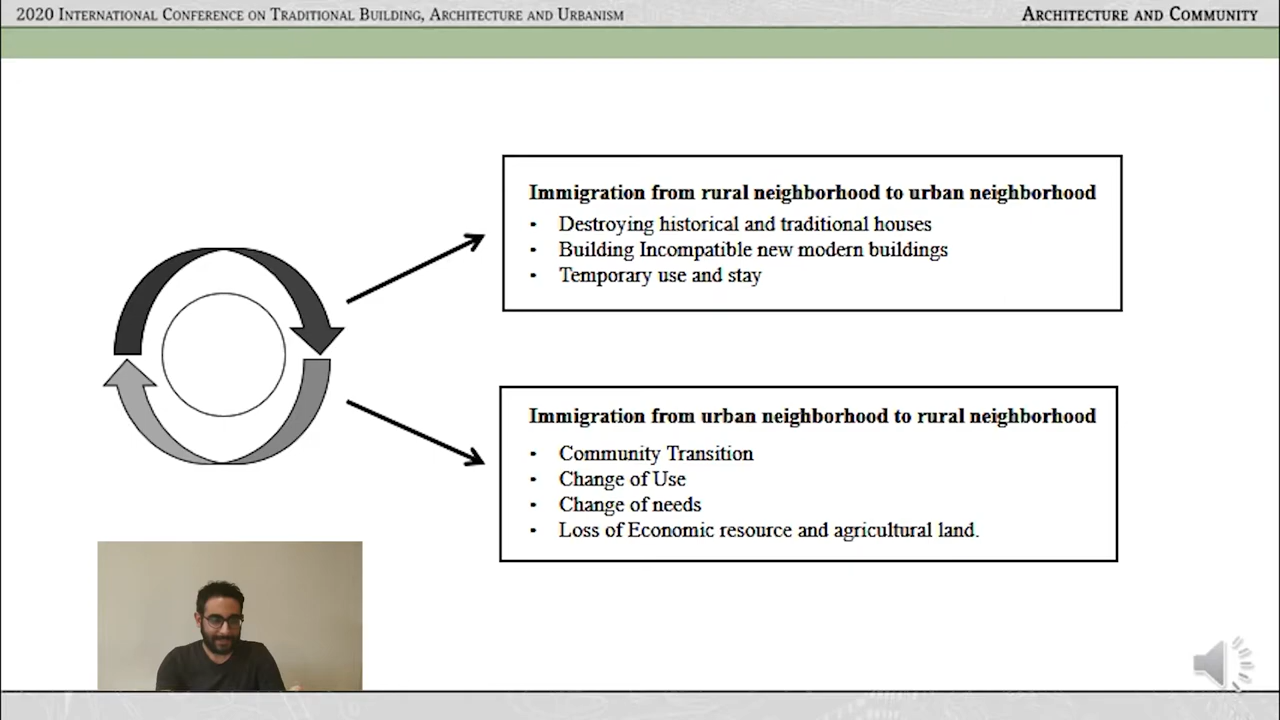 2020 International Conference on Traditional Building, Architecture and Urbanism
Architecture and Community
Immigration from rural neighborhood to urban neighborhood
• Destroying historical and traditional houses
• Building Incompatible new modern buildings
• Temporary use and stay
Immigration from urban neighborhood to rural neighborhood
• Community Transition
• Change of Use
• Change of needs
• Loss of Economic resource and agricultural land.